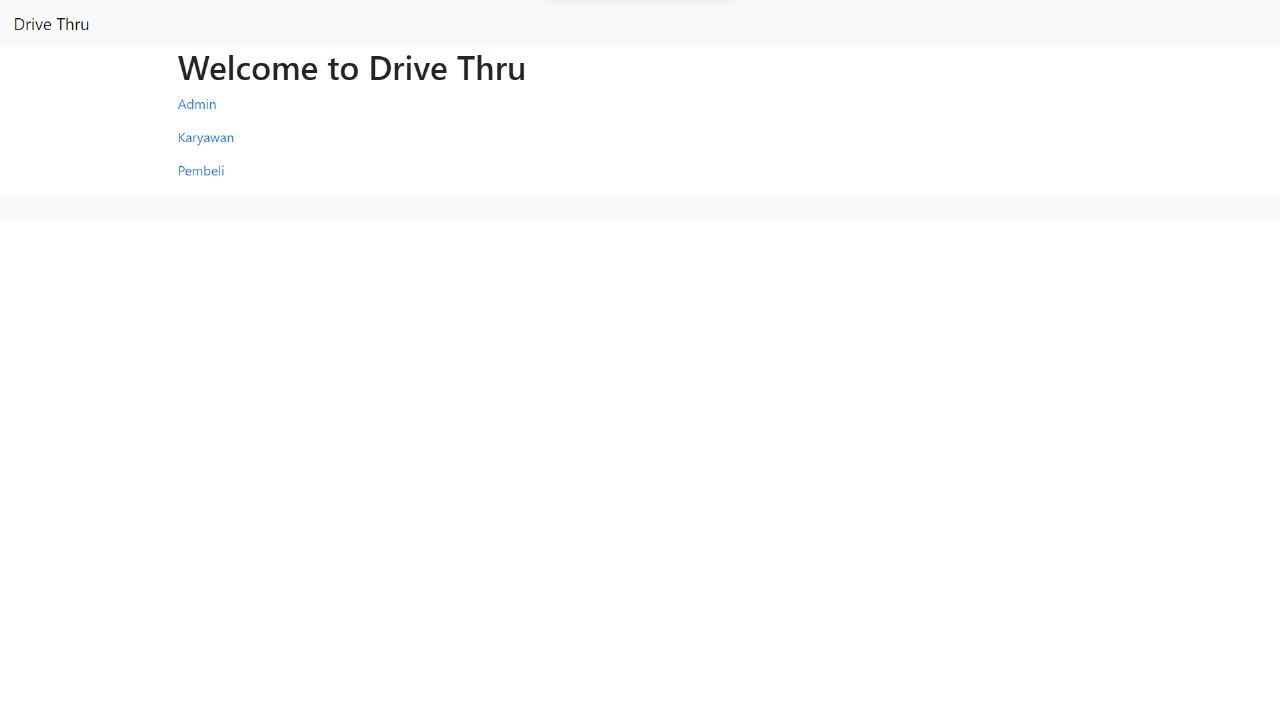 Drive Thru
Welcome to Drive Thru
Admin
Karyawan
Pembeli